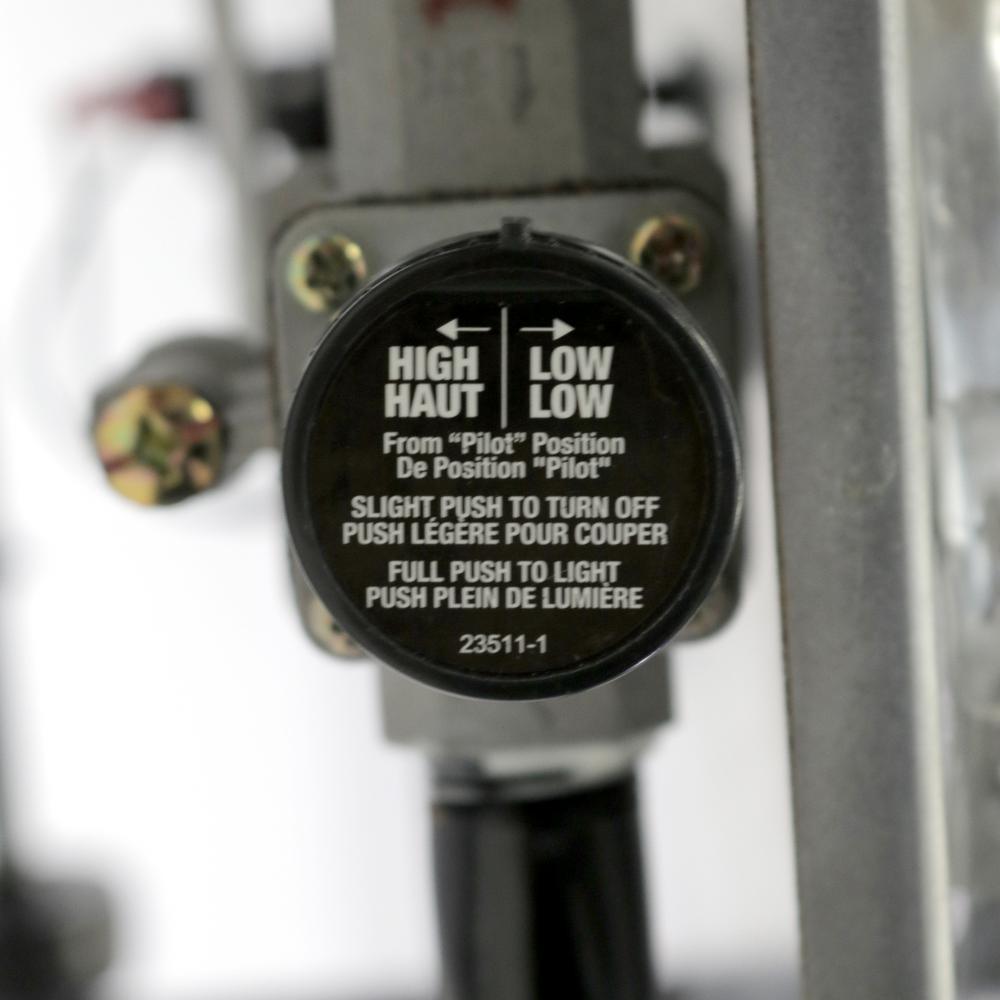 ← | →
HIGH LOW
HAUT LOW
From “Pilot” Position
De Position "Pilot"
SLIGHT PUSH TO TURN OFF
PUSH LÉGÈRE POUR COUPER
FULL PUSH TO LIGHT
PUSH PLEIN DE LUMIÈRE
23511-1